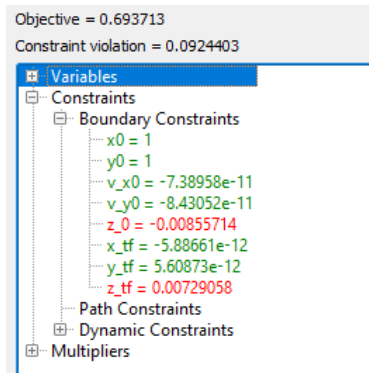 Objective = 0.693713
Constraint violation = 0.0924403
Variables
Constraints
Boundary Constraints
x0 = 1
y0 = 1
v_x0 = -7.38958e-11
v_y0 = -8.43052e-11
z_0 = -0.00855714
x_tf = -5.88661e-12
y_tf = 5.60873e-12
z_tf = 0.00729058
Path Constraints
Dynamic Constraints
Multipliers